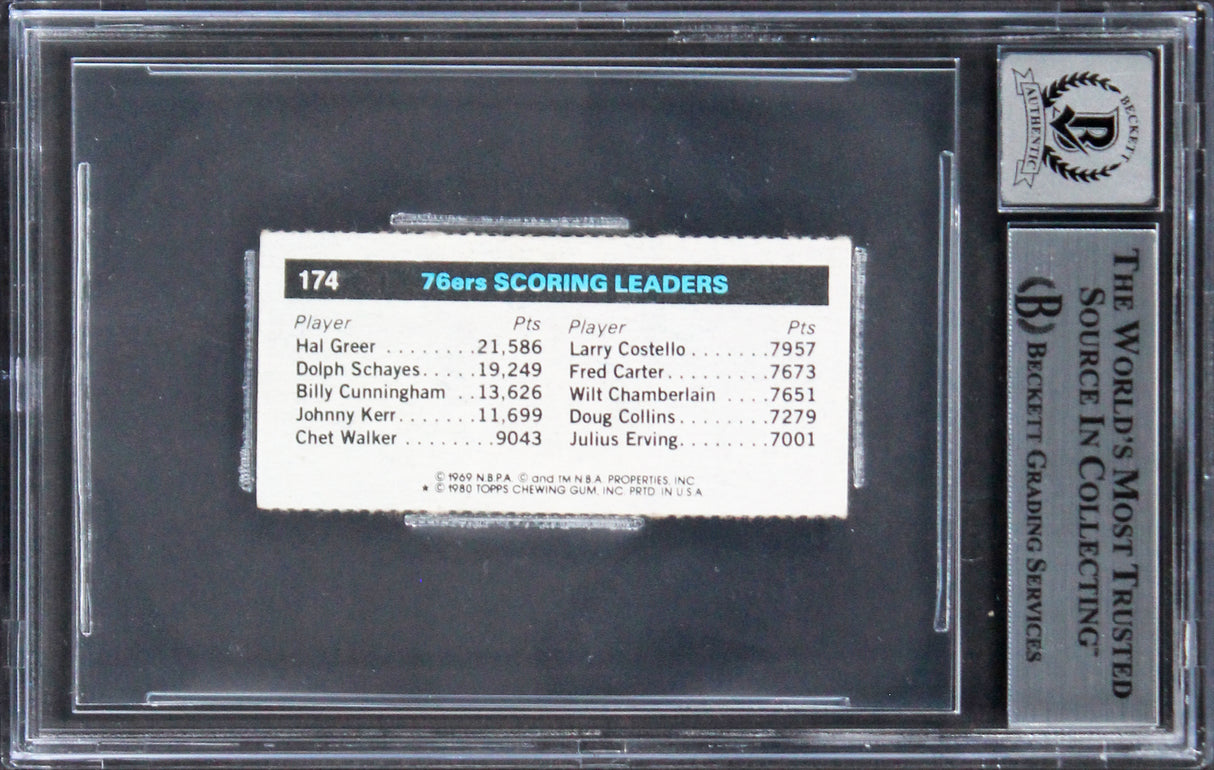 174 76ers SCORING LEADERS
Player Pts Player Pts
Hal Greer ........21,586 Larry Costello.......7957
Dolph Schayes.....19,249 Fred Carter.........7673
Billy Cunningham ..13,626 Wilt Chamberlain ....7651
Johnny Kerr.......11,699 Doug Collins........7279
Chet Walker ........9043 Julius Erving........7001
© 1969 N.B.P.A. © and TM N.B.A. PROPERTIES, INC
★ © 1980 TOPPS CHEWING GUM, INC. PRTD. IN U.S.A.
BECKETT
B
AUTHENTIC
THE WORLD'S MOST TRUSTED
SOURCE IN COLLECTING™
B BECKETT GRADING SERVICES